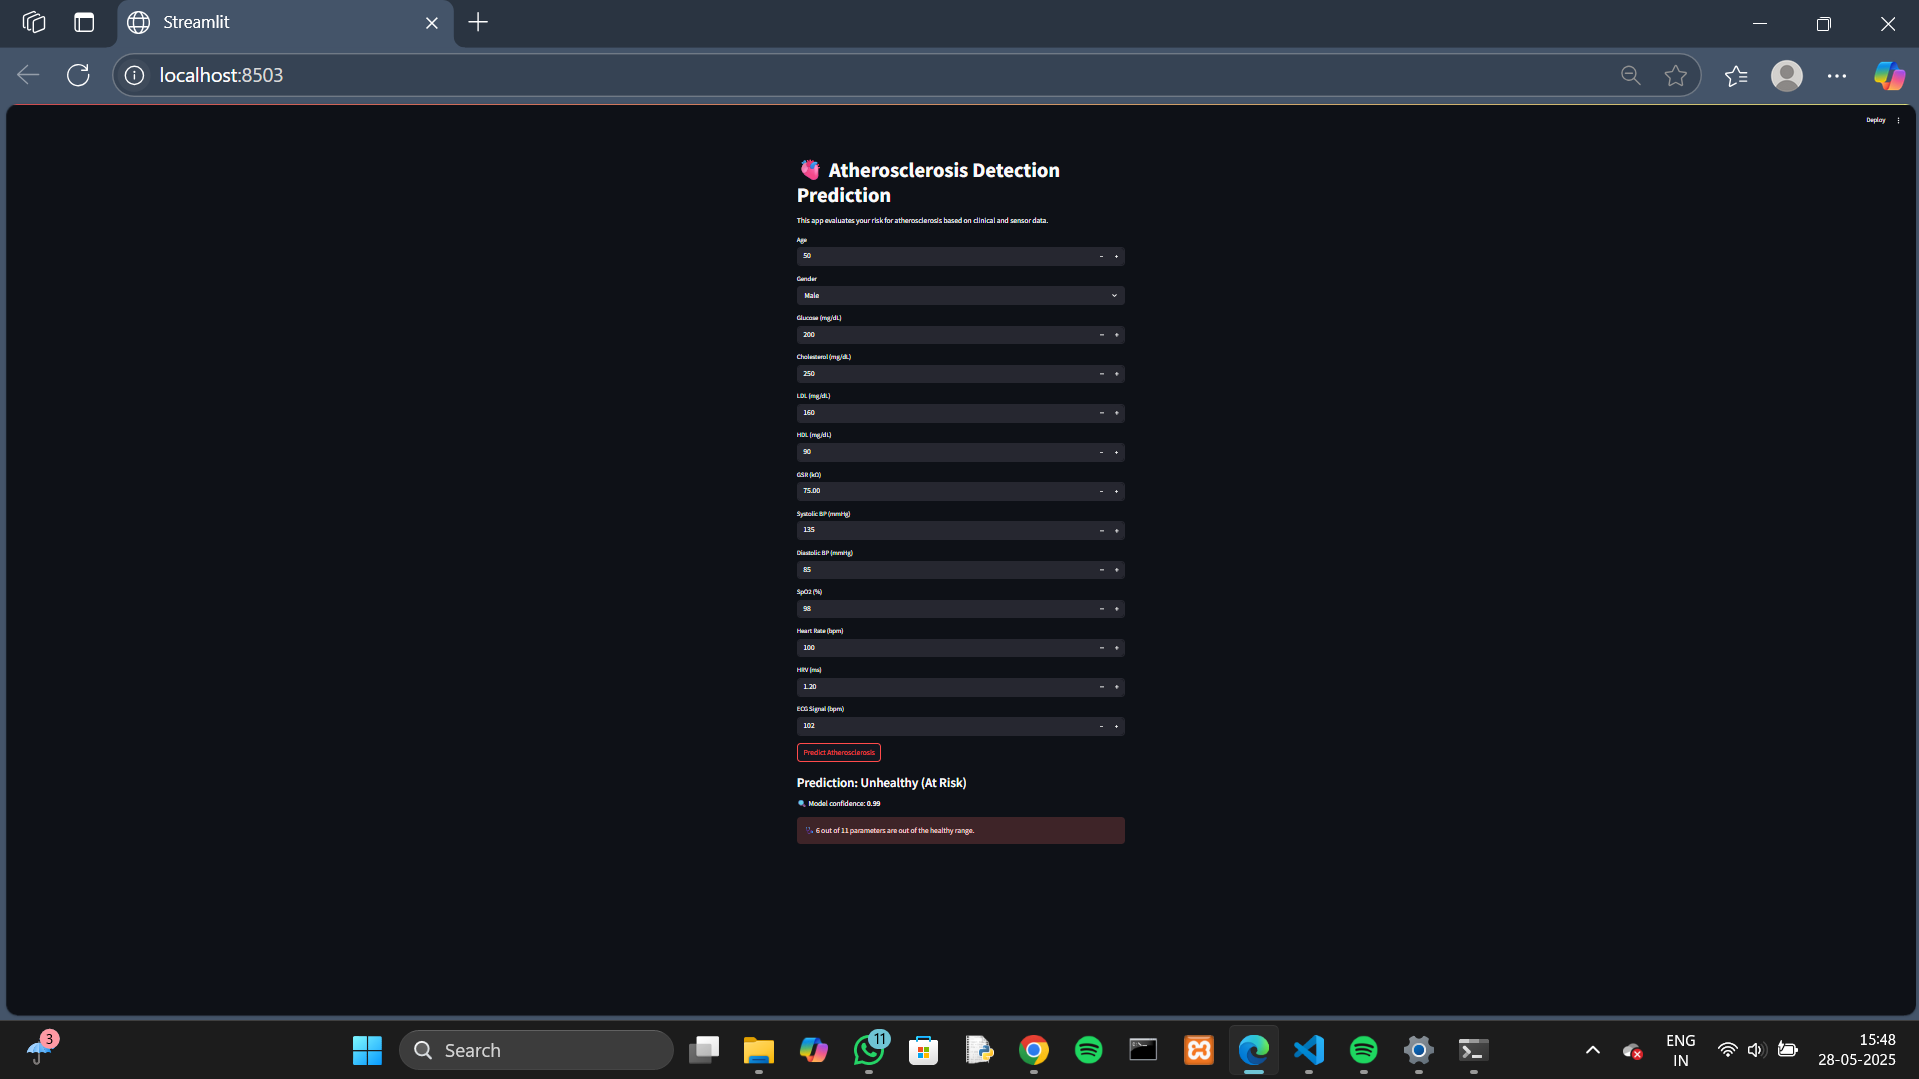 Streamlit
localhost:8503
Deploy
Atherosclerosis Detection
Prediction
This app evaluates your risk for atherosclerosis based on clinical and sensor data.
Age
50
Gender
Male
Glucose (mg/dL)
200
Cholesterol (mg/dL)
250
LDL (mg/dL)
160
HDL (mg/dL)
90
GSR (kΩ)
75.00
Systolic BP (mmHg)
135
Diastolic BP (mmHg)
85
SpO2 (%)
98
Heart Rate (bpm)
100
HRV (ms)
1.20
ECG Signal (bpm)
102
Predict Atherosclerosis
Prediction: Unhealthy (At Risk)
Model confidence: 0.99
6 out of 11 parameters are out of the healthy range.
3
Search
11
ENG
IN
15:48
28-05-2025